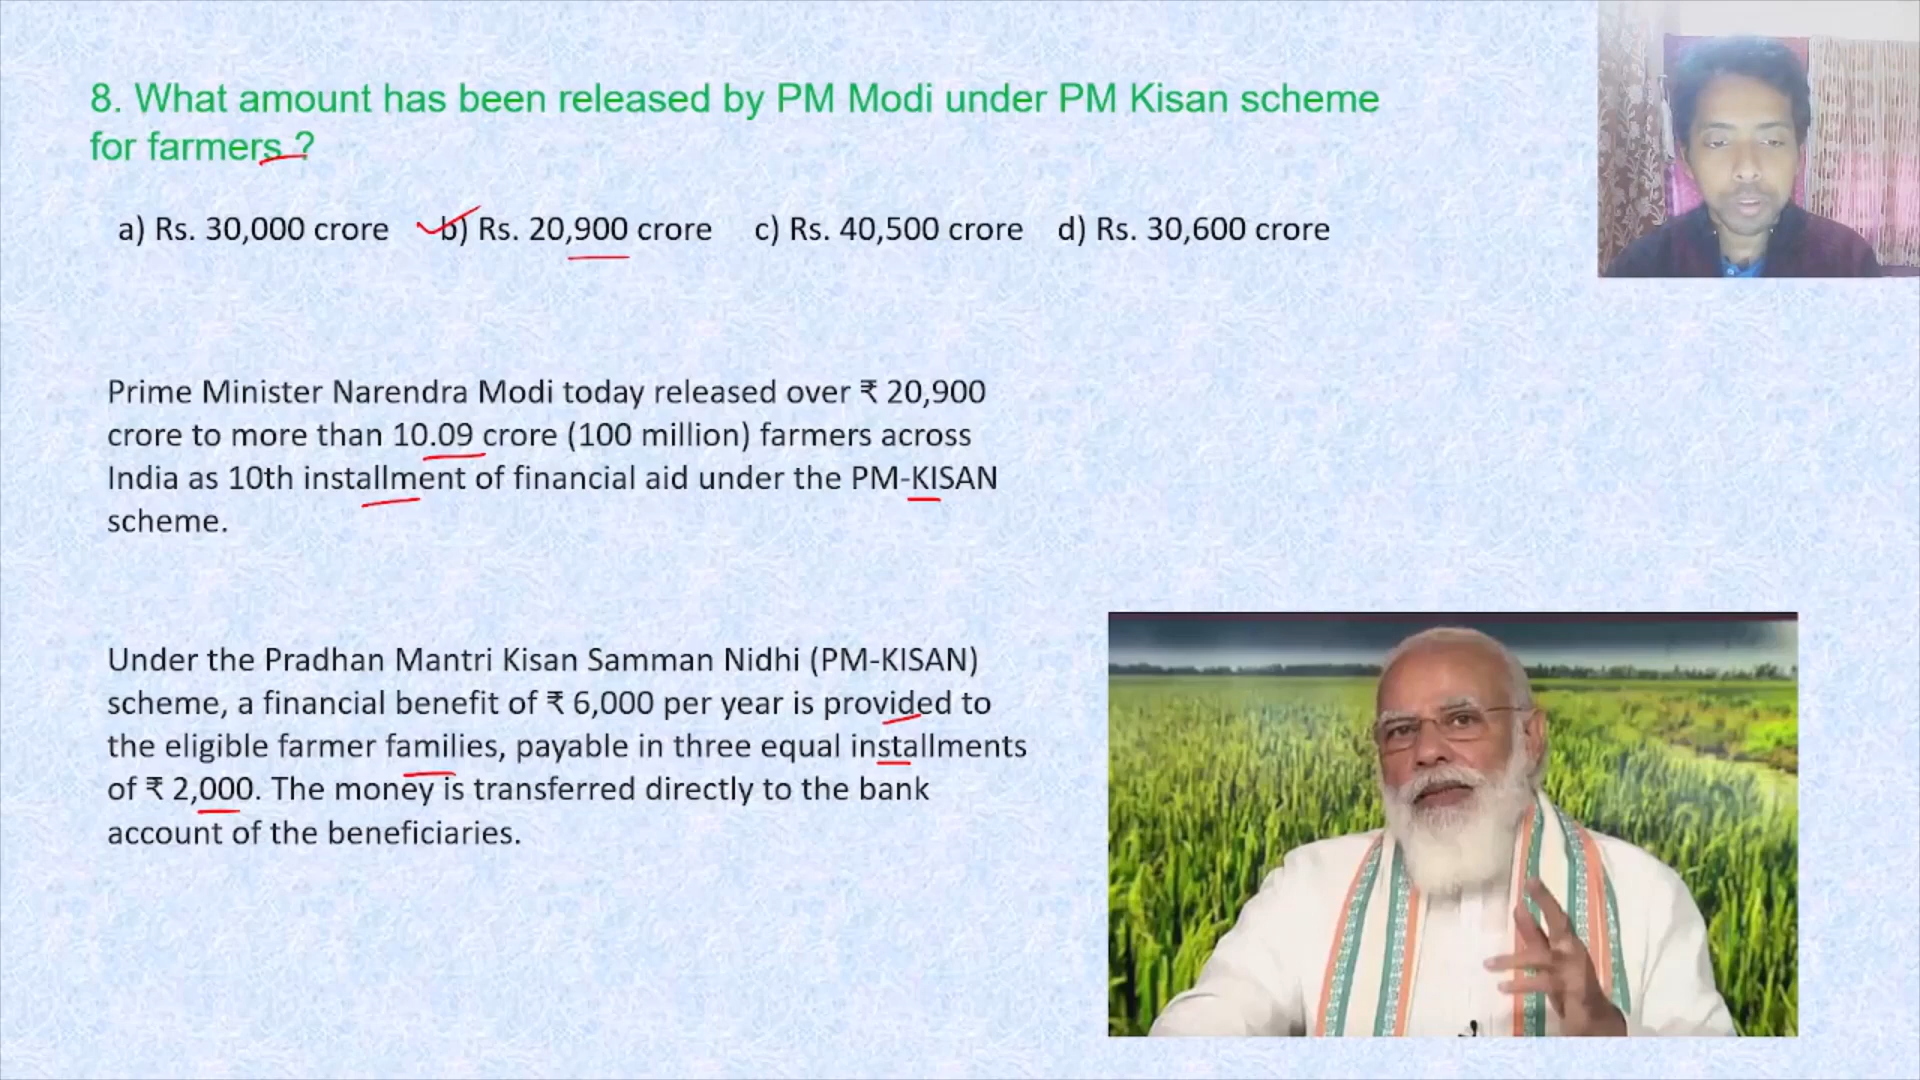 8. What amount has been released by PM Modi under PM Kisan scheme
for farmers ?
a) Rs. 30,000 crore b) Rs. 20,900 crore c) Rs. 40,500 crore d) Rs. 30,600 crore
Prime Minister Narendra Modi today released over ₹ 20,900
crore to more than 10.09 crore (100 million) farmers across
India as 10th installment of financial aid under the PM-KISAN
scheme.
Under the Pradhan Mantri Kisan Samman Nidhi (PM-KISAN)
scheme, a financial benefit of ₹ 6,000 per year is provided to
the eligible farmer families, payable in three equal installments
of ₹ 2,000. The money is transferred directly to the bank
account of the beneficiaries.